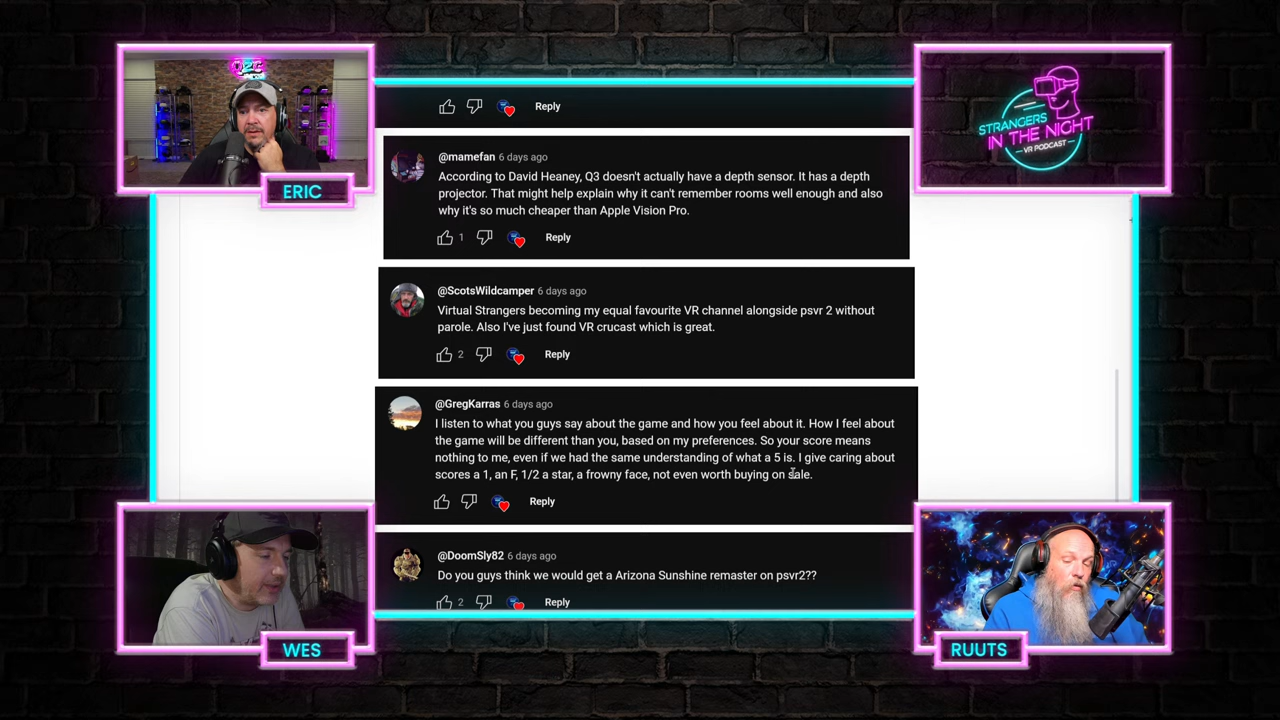 Reply
@mamefan 6 days ago
According to David Heaney, Q3 doesn't actually have a depth sensor. It has a depth
projector. That might help explain why it can't remember rooms well enough and also
why it's so much cheaper than Apple Vision Pro.
1 Reply
@ScotsWildcamper 6 days ago
Virtual Strangers becoming my equal favourite VR channel alongside psvr 2 without
parole. Also I've just found VR crucast which is great.
2 Reply
@GregKarras 6 days ago
I listen to what you guys say about the game and how you feel about it. How I feel about
the game will be different than you, based on my preferences. So your score means
nothing to me, even if we had the same understanding of what a 5 is. I give caring about
scores a 1, an F, 1/2 a star, a frowny face, not even worth buying on sale.
Reply
@DoomSly82 6 days ago
Do you guys think we would get a Arizona Sunshine remaster on psvr2??
2 Reply
ERIC
STRANGERS
IN THE NIGHT
VR PODCAST
WES
RUUTS